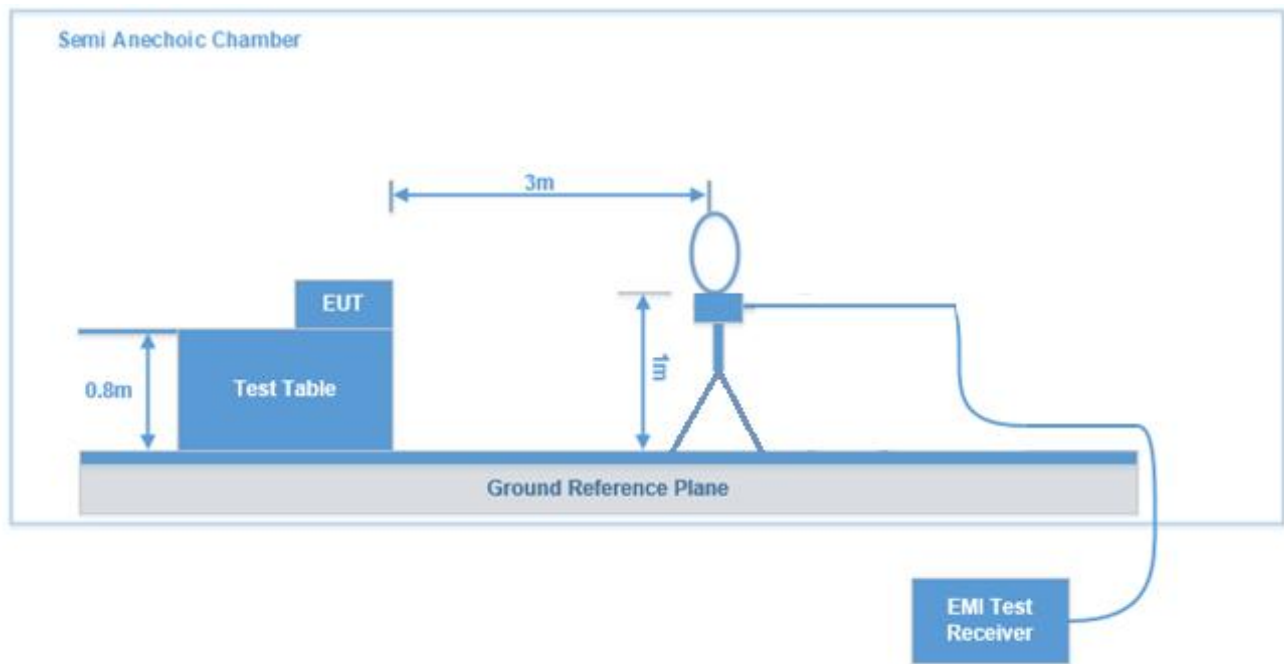 Semi Anechoic Chamber
3m
EUT
0.8m
Test Table
1m
Ground Reference Plane
EMI Test
Receiver